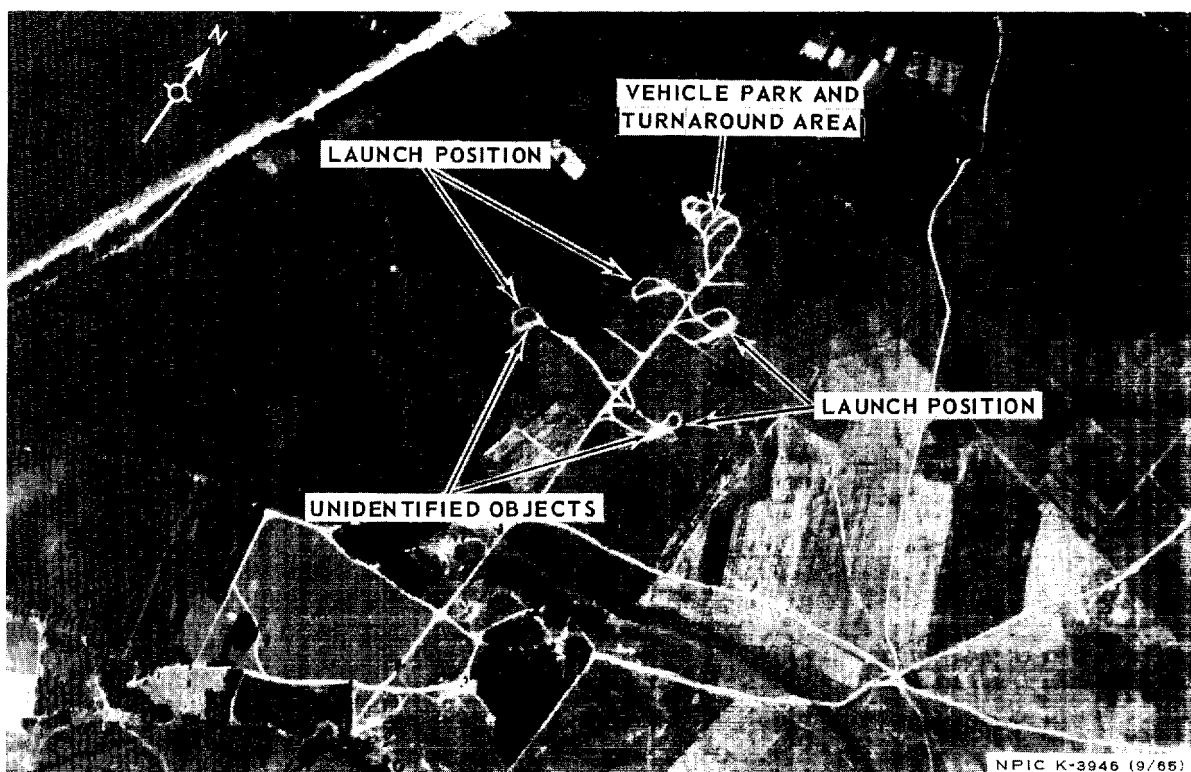 N
VEHICLE PARK AND
TURNAROUND AREA
LAUNCH POSITION
LAUNCH POSITION
UNIDENTIFIED OBJECTS
NPIC K-3946 (9/65)